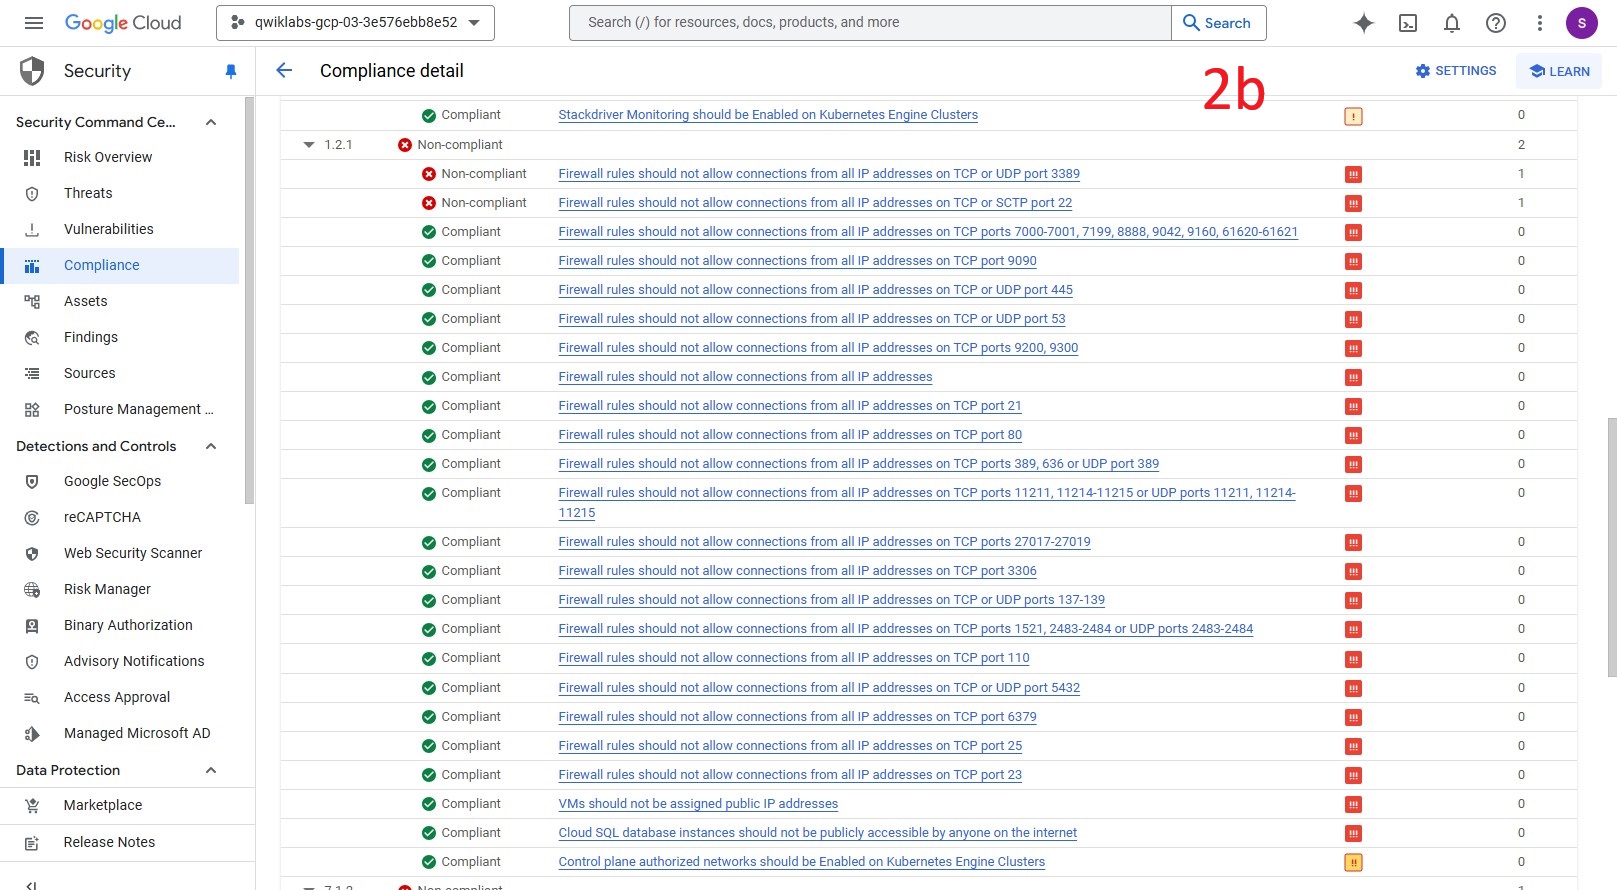 Google Cloud
qwiklabs-gcp-03-3e576ebb8e52
Search (/) for resources, docs, products, and more
Search
S
Security
Compliance detail
2b
SETTINGS
LEARN
Security Command Ce...
Risk Overview
Threats
Vulnerabilities
Compliance
Assets
Findings
Sources
Posture Management ...
Detections and Controls
Google SecOps
reCAPTCHA
Web Security Scanner
Risk Manager
Binary Authorization
Advisory Notifications
Access Approval
Managed Microsoft AD
Data Protection
Marketplace
Release Notes
Compliant Stackdriver Monitoring should be Enabled on Kubernetes Engine Clusters ! 0
1.2.1 Non-compliant 2
Non-compliant Firewall rules should not allow connections from all IP addresses on TCP or UDP port 3389 !!! 1
Non-compliant Firewall rules should not allow connections from all IP addresses on TCP or SCTP port 22 !!! 1
Compliant Firewall rules should not allow connections from all IP addresses on TCP ports 7000-7001, 7199, 8888, 9042, 9160, 61620-61621 !!! 0
Compliant Firewall rules should not allow connections from all IP addresses on TCP port 9090 !!! 0
Compliant Firewall rules should not allow connections from all IP addresses on TCP or UDP port 445 !!! 0
Compliant Firewall rules should not allow connections from all IP addresses on TCP or UDP port 53 !!! 0
Compliant Firewall rules should not allow connections from all IP addresses on TCP ports 9200, 9300 !!! 0
Compliant Firewall rules should not allow connections from all IP addresses !!! 0
Compliant Firewall rules should not allow connections from all IP addresses on TCP port 21 !!! 0
Compliant Firewall rules should not allow connections from all IP addresses on TCP port 80 !!! 0
Compliant Firewall rules should not allow connections from all IP addresses on TCP ports 389, 636 or UDP port 389 !!! 0
Compliant Firewall rules should not allow connections from all IP addresses on TCP ports 11211, 11214-11215 or UDP ports 11211, 11214- !!! 0
11215
Compliant Firewall rules should not allow connections from all IP addresses on TCP ports 27017-27019 !!! 0
Compliant Firewall rules should not allow connections from all IP addresses on TCP port 3306 !!! 0
Compliant Firewall rules should not allow connections from all IP addresses on TCP or UDP ports 137-139 !!! 0
Compliant Firewall rules should not allow connections from all IP addresses on TCP ports 1521, 2483-2484 or UDP ports 2483-2484 !!! 0
Compliant Firewall rules should not allow connections from all IP addresses on TCP port 110 !!! 0
Compliant Firewall rules should not allow connections from all IP addresses on TCP or UDP port 5432 !!! 0
Compliant Firewall rules should not allow connections from all IP addresses on TCP port 6379 !!! 0
Compliant Firewall rules should not allow connections from all IP addresses on TCP port 25 !!! 0
Compliant Firewall rules should not allow connections from all IP addresses on TCP port 23 !!! 0
Compliant VMs should not be assigned public IP addresses !!! 0
Compliant Cloud SQL database instances should not be publicly accessible by anyone on the internet !!! 0
Compliant Control plane authorized networks should be Enabled on Kubernetes Engine Clusters !! 0
Non-compliant